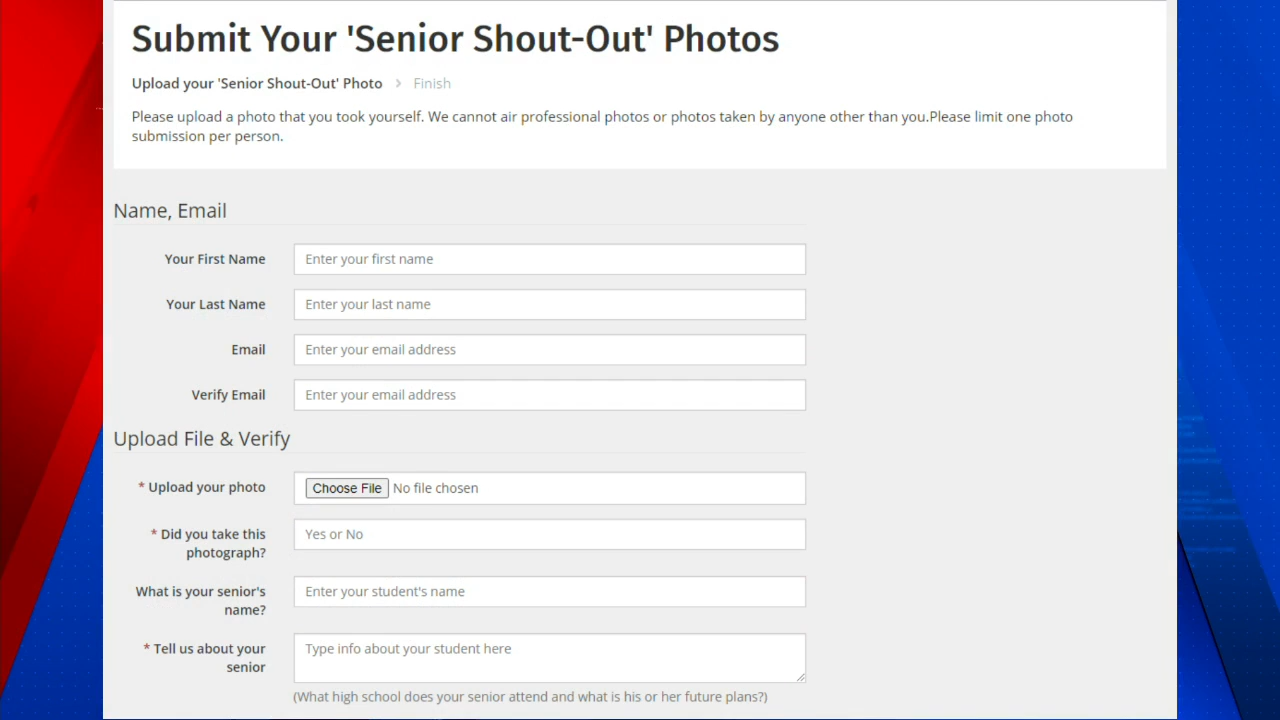 Submit Your 'Senior Shout-Out' Photos
Upload your 'Senior Shout-Out' Photo > Finish
Please upload a photo that you took yourself. We cannot air professional photos or photos taken by anyone other than you.Please limit one photo
submission per person.
Name, Email
Your First Name Enter your first name
Your Last Name Enter your last name
Email Enter your email address
Verify Email Enter your email address
Upload File & Verify
* Upload your photo Choose File No file chosen
* Did you take this
photograph?
Yes or No
What is your senior's
name?
Enter your student's name
* Tell us about your
senior
Type info about your student here
(What high school does your senior attend and what is his or her future plans?)